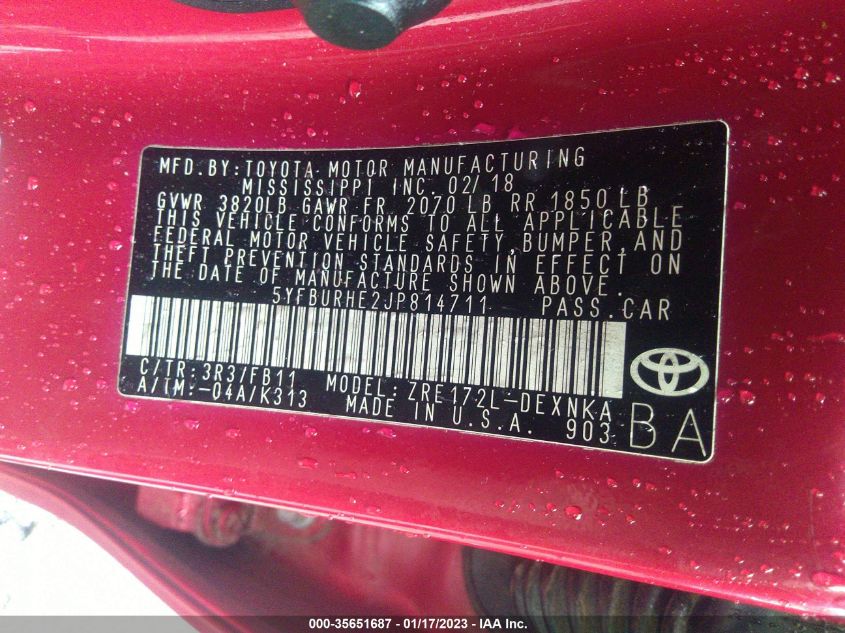 MFD. BY: TOYOTA MOTOR MANUFACTURING
MISSISSIPPI INC. 02/18
GVWR 3820LB GAWR FR 2070 LB RR 1850 LB
THIS VEHICLE CONFORMS TO ALL APPLICABLE
FEDERAL MOTOR VEHICLE SAFETY, BUMPER, AND
THEFT PREVENTION STANDARDS IN EFFECT ON
THE DATE OF MANUFACTURE SHOWN ABOVE.
5YFBURHE2JP814711 PASS. CAR
C/TR: 3R3/FB11 MODEL: ZRE172L-DEXNKA
A/TM: -04A/K313 MADE IN U.S.A. 903
BA
000-35651687 - 01/17/2023 - IAA Inc.